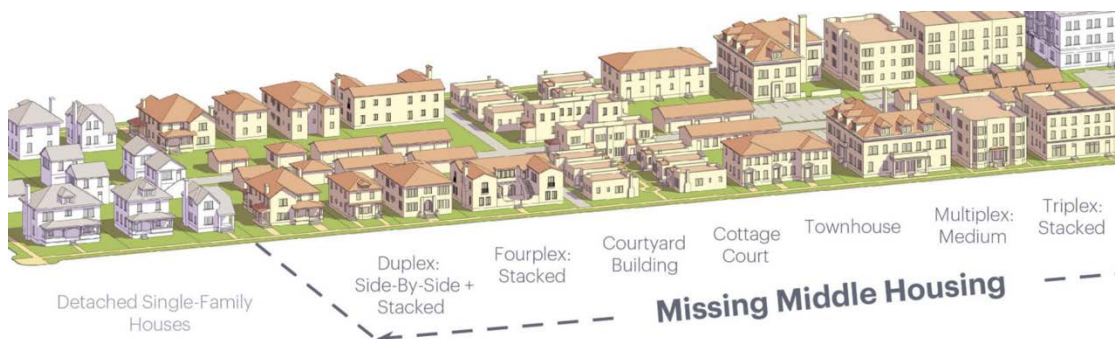 Detached Single-Family
Houses
Duplex:
Side-By-Side +
Stacked
Fourplex:
Stacked
Courtyard
Building
Cottage
Court
Townhouse
Multiplex:
Medium
Triplex:
Stacked
Missing Middle Housing